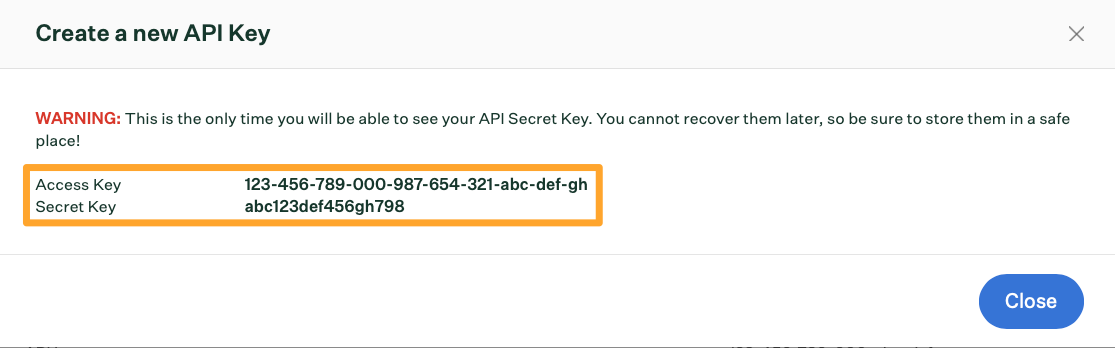 Create a new API Key
WARNING: This is the only time you will be able to see your API Secret Key. You cannot recover them later, so be sure to store them in a safe
place!
Access Key 123-456-789-000-987-654-321-abc-def-gh
Secret Key abc123def456gh798
Close